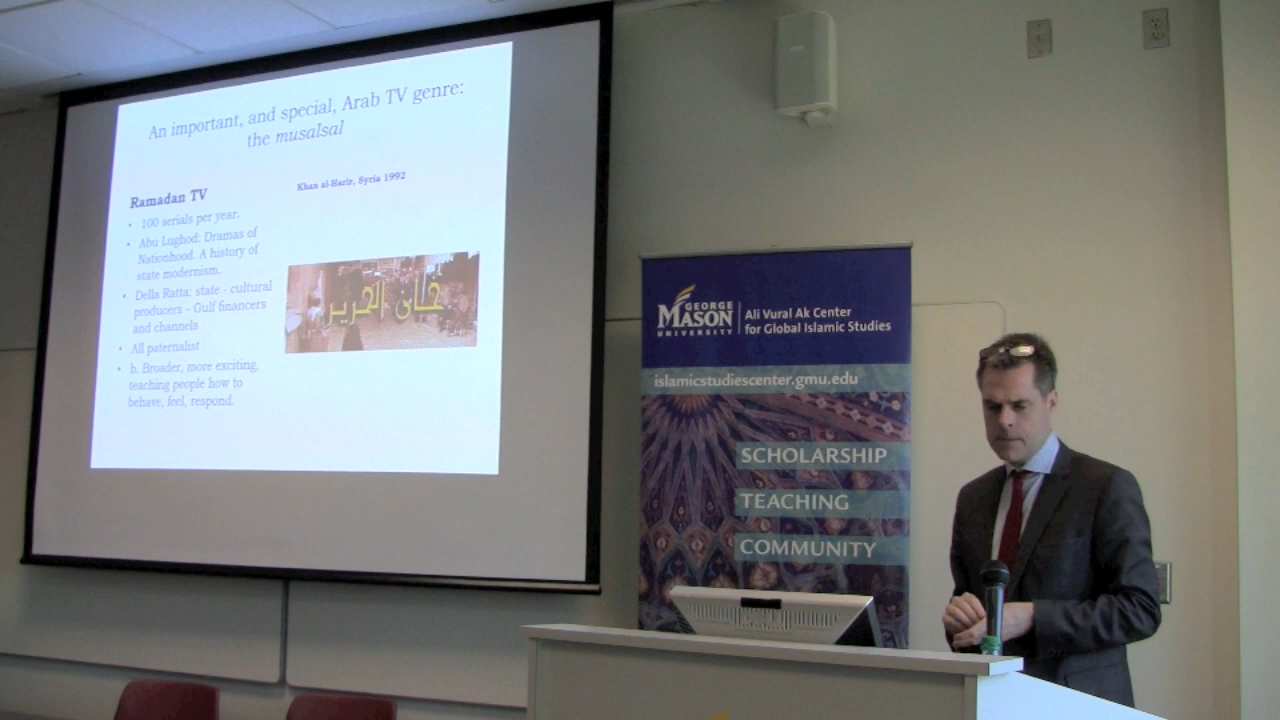 An important, and special, Arab TV genre:
the musalsal
Khan al-Harir, Syria 1992
Ramadan TV
• 100 serials per year.
• Abu Lughod: Dramas of
Nationhood. A history of
state modernism.
• Della Ratta: state - cultural
producers – Gulf financers
and channels
• All paternalist
• b. Broader, more exciting,
teaching people how to
behave, feel, respond.
خان الحرير
GEORGE
MASON
UNIVERSITY
Ali Vural Ak Center
for Global Islamic Studies
islamicstudiescenter.gmu.edu
SCHOLARSHIP
TEACHING
COMMUNITY